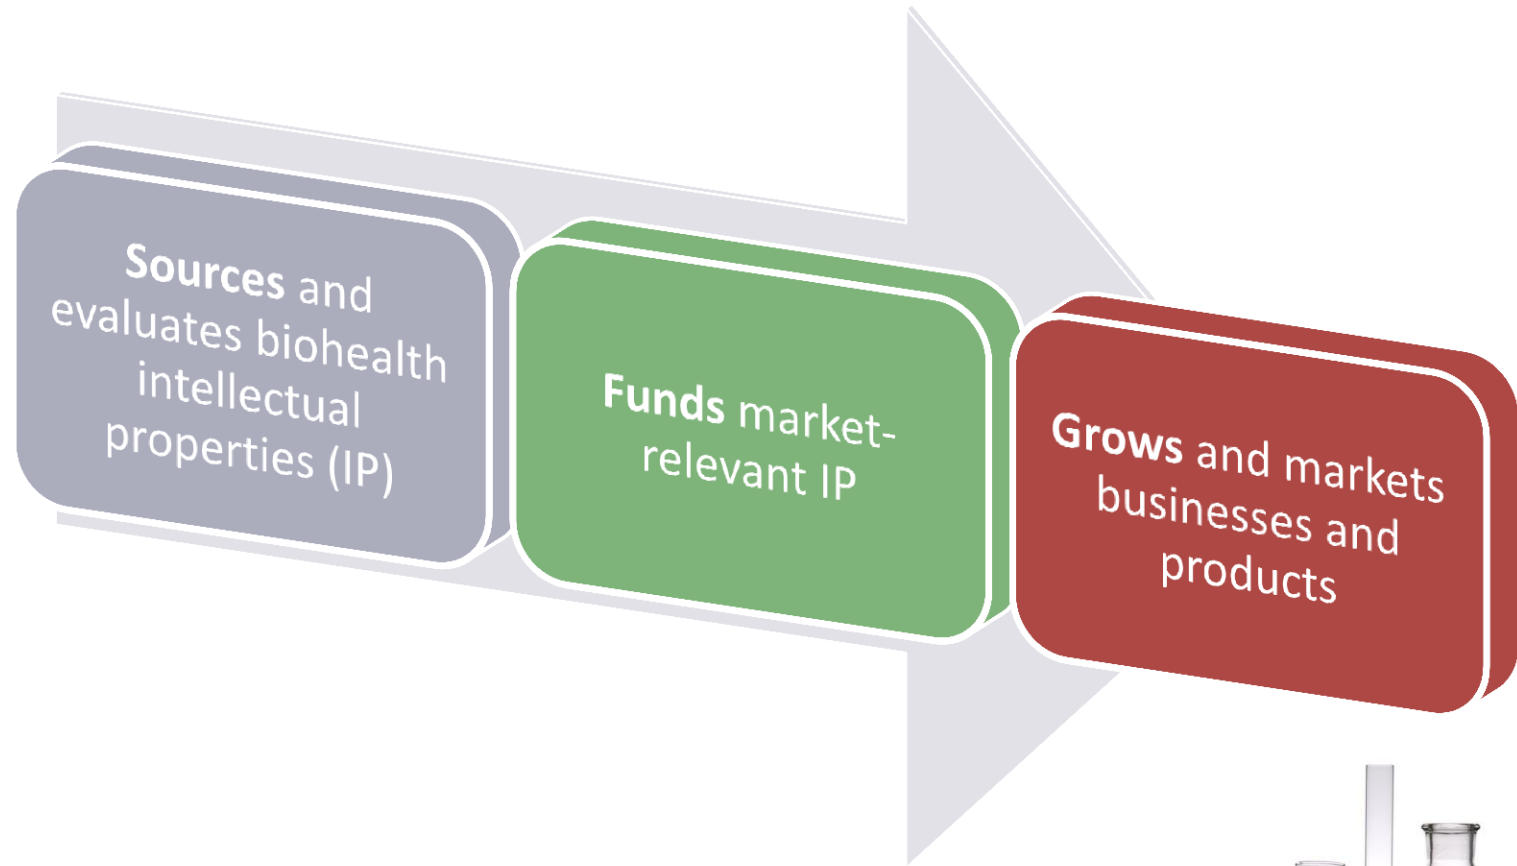 Sources and
evaluates biohealth
intellectual
properties (IP)
Funds market-
relevant IP
Grows and markets
businesses and
products